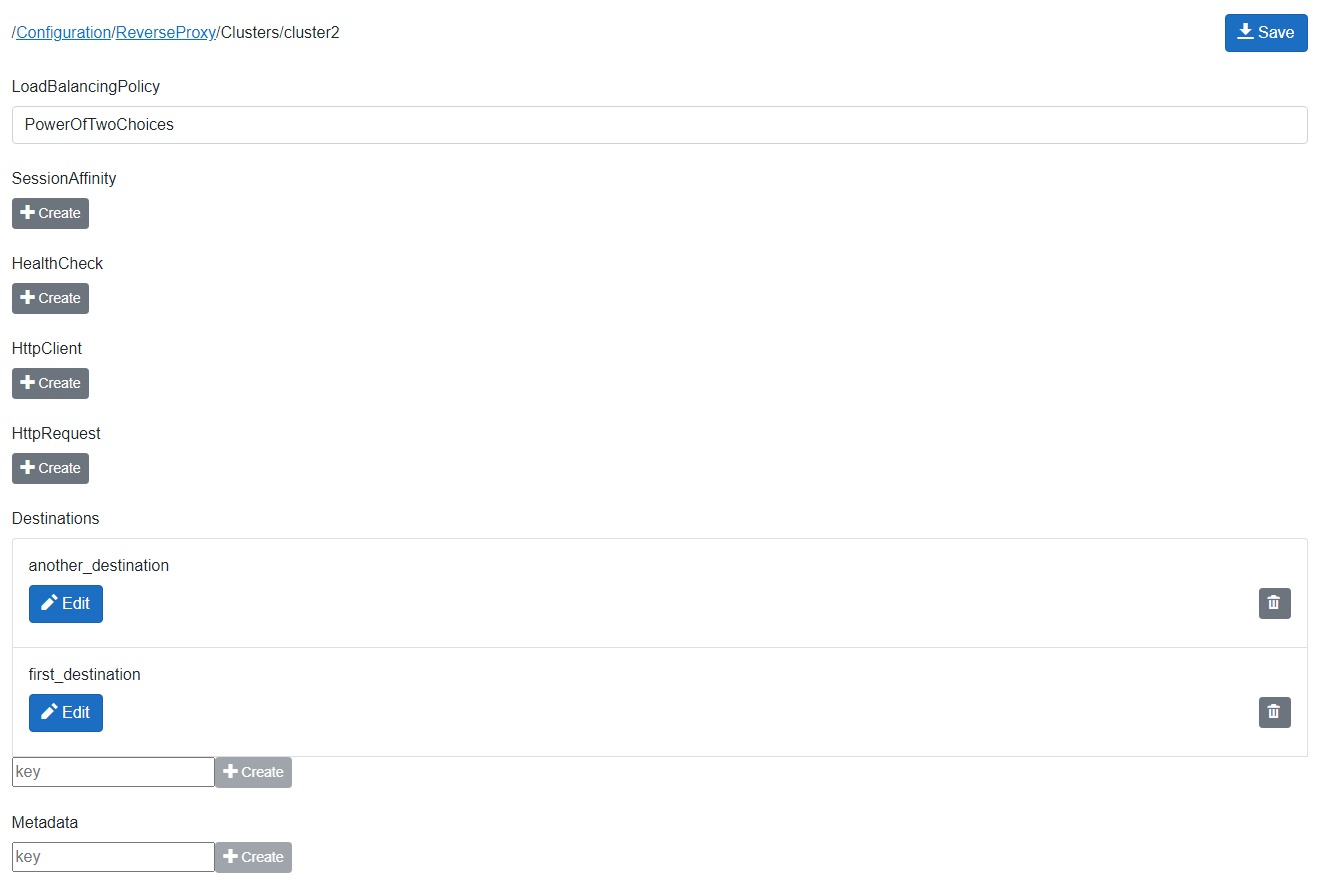 /Configuration/ReverseProxy/Clusters/cluster2
Save
LoadBalancingPolicy
PowerOfTwoChoices
SessionAffinity
Create
HealthCheck
Create
HttpClient
Create
HttpRequest
Create
Destinations
another_destination
Edit
first_destination
Edit
key Create
Metadata
key Create